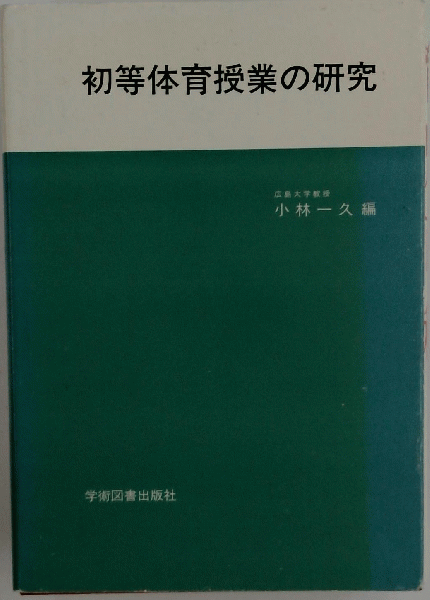 初等体育授業の研究
広島大学教授
小林一久 編
学術図書出版社